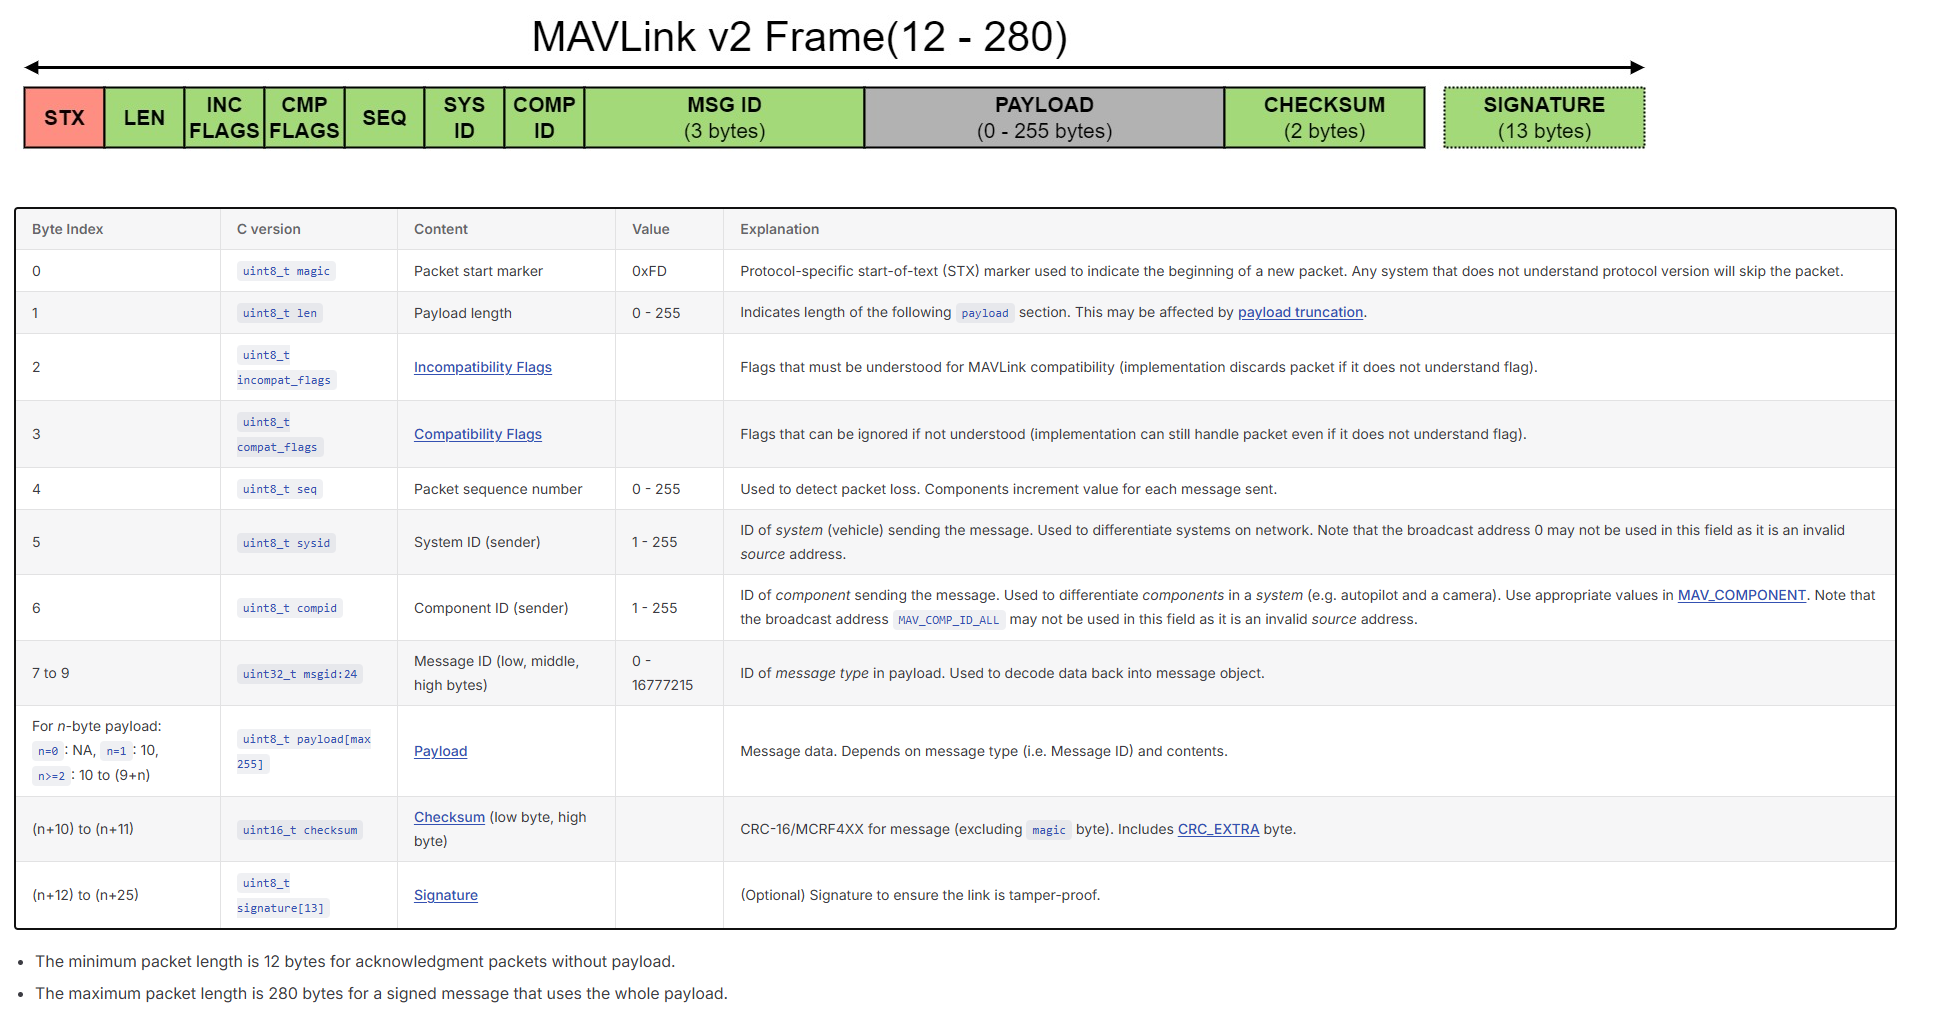 MAVLink v2 Frame(12 - 280)
STX
LEN
INC
FLAGS
CMP
FLAGS
SEQ
SYS
ID
COMP
ID
MSG ID
(3 bytes)
PAYLOAD
(0 - 255 bytes)
CHECKSUM
(2 bytes)
SIGNATURE
(13 bytes)
Byte Index C version Content Value Explanation
0 uint8_t magic Packet start marker 0xFD Protocol-specific start-of-text (STX) marker used to indicate the beginning of a new packet. Any system that does not understand protocol version will skip the packet.
1 uint8_t len Payload length 0 - 255 Indicates length of the following payload section. This may be affected by payload truncation.
2
uint8_t
incompat_flags
Incompatibility Flags
Flags that must be understood for MAVLink compatibility (implementation discards packet if it does not understand flag).
3
uint8_t
compat_flags
Compatibility Flags
Flags that can be ignored if not understood (implementation can still handle packet even if it does not understand flag).
4 uint8_t seq Packet sequence number 0 - 255 Used to detect packet loss. Components increment value for each message sent.
5
uint8_t sysid
System ID (sender)
1 - 255
ID of system (vehicle) sending the message. Used to differentiate systems on network. Note that the broadcast address 0 may not be used in this field as it is an invalid
source address.
6
uint8_t compid
Component ID (sender)
1 - 255
ID of component sending the message. Used to differentiate components in a system (e.g. autopilot and a camera). Use appropriate values in MAV_COMPONENT. Note that
the broadcast address MAV_COMP_ID_ALL may not be used in this field as it is an invalid source address.
7 to 9
uint32_t msgid:24
Message ID (low, middle,
high bytes)
0 -
16777215
ID of message type in payload. Used to decode data back into message object.
For n-byte payload:
n=0 : NA, n=1 : 10,
n>=2 : 10 to (9+n)
uint8_t payload[max
255]
Payload
Message data. Depends on message type (i.e. Message ID) and contents.
(n+10) to (n+11)
uint16_t checksum
Checksum (low byte, high
byte)
CRC-16/MCRF4XX for message (excluding magic byte). Includes CRC_EXTRA byte.
(n+12) to (n+25)
uint8_t
signature[13]
Signature
(Optional) Signature to ensure the link is tamper-proof.
• The minimum packet length is 12 bytes for acknowledgment packets without payload.
• The maximum packet length is 280 bytes for a signed message that uses the whole payload.